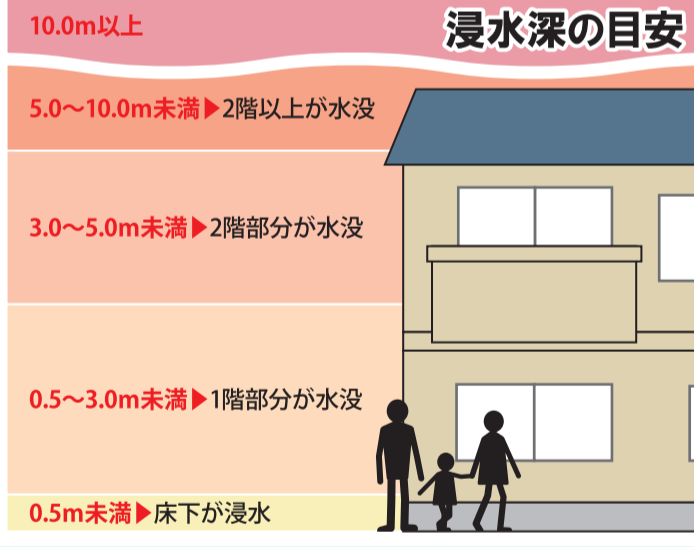 浸水深の目安
10.0m以上
5.0〜10.0m未満▶2階以上が水没
3.0〜5.0m未満▶2階部分が水没
0.5〜3.0m未満▶1階部分が水没
0.5m未満▶床下が浸水